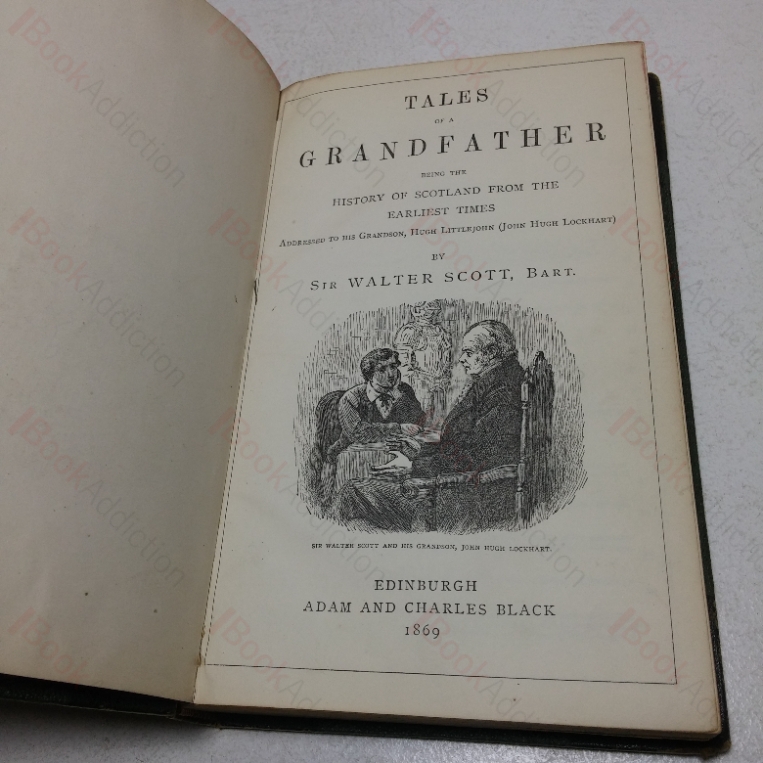 TALES
OF A
GRANDFATHER
BEING THE
HISTORY OF SCOTLAND FROM THE
EARLIEST TIMES
ADDRESSED TO HIS GRANDSON, HUGH LITTLEJOHN (JOHN HUGH LOCKHART)
BY
SIR WALTER SCOTT, BART.
SIR WALTER SCOTT AND HIS GRANDSON, JOHN HUGH LOCKHART.
EDINBURGH
ADAM AND CHARLES BLACK
1869
BookAddiction